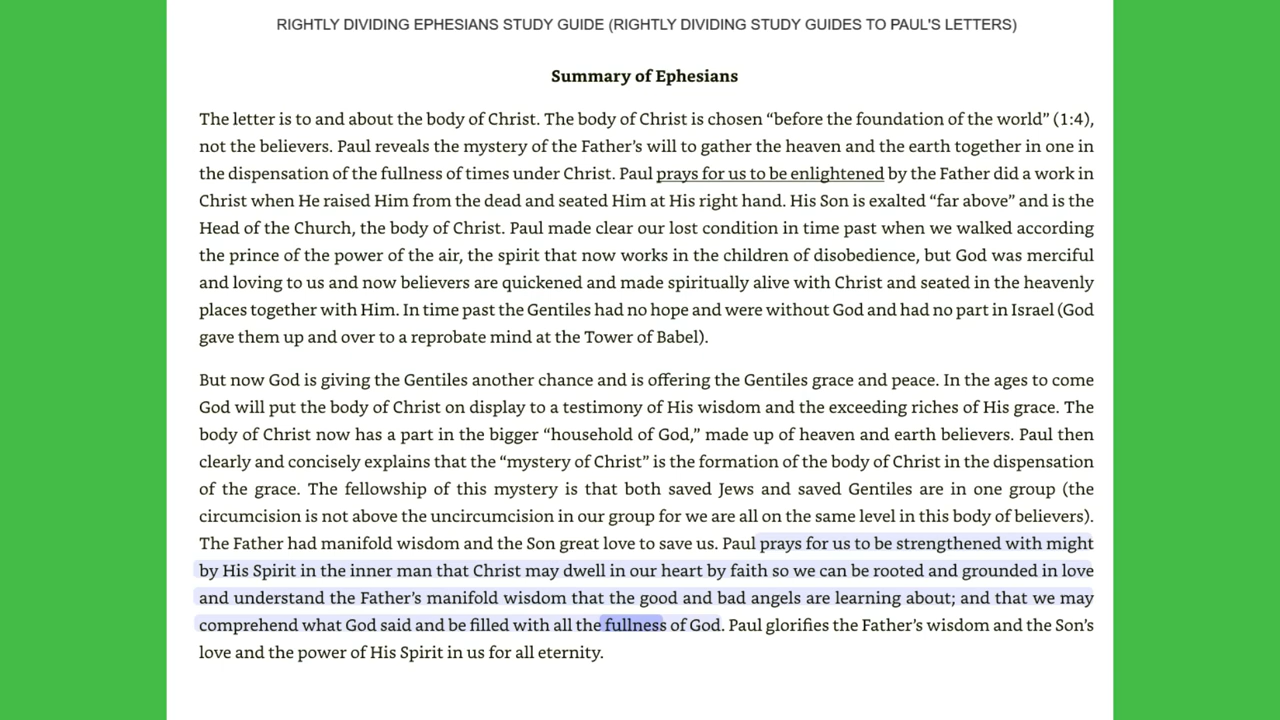 RIGHTLY DIVIDING EPHESIANS STUDY GUIDE (RIGHTLY DIVIDING STUDY GUIDES TO PAUL'S LETTERS)
Summary of Ephesians
The letter is to and about the body of Christ. The body of Christ is chosen “before the foundation of the world” (1:4),
not the believers. Paul reveals the mystery of the Father’s will to gather the heaven and the earth together in one in
the dispensation of the fullness of times under Christ. Paul prays for us to be enlightened by the Father did a work in
Christ when He raised Him from the dead and seated Him at His right hand. His Son is exalted “far above” and is the
Head of the Church, the body of Christ. Paul made clear our lost condition in time past when we walked according
the prince of the power of the air, the spirit that now works in the children of disobedience, but God was merciful
and loving to us and now believers are quickened and made spiritually alive with Christ and seated in the heavenly
places together with Him. In time past the Gentiles had no hope and were without God and had no part in Israel (God
gave them up and over to a reprobate mind at the Tower of Babel).
But now God is giving the Gentiles another chance and is offering the Gentiles grace and peace. In the ages to come
God will put the body of Christ on display to a testimony of His wisdom and the exceeding riches of His grace. The
body of Christ now has a part in the bigger “household of God,” made up of heaven and earth believers. Paul then
clearly and concisely explains that the “mystery of Christ” is the formation of the body of Christ in the dispensation
of the grace. The fellowship of this mystery is that both saved Jews and saved Gentiles are in one group (the
circumcision is not above the uncircumcision in our group for we are all on the same level in this body of believers).
The Father had manifold wisdom and the Son great love to save us. Paul prays for us to be strengthened with might
by His Spirit in the inner man that Christ may dwell in our heart by faith so we can be rooted and grounded in love
and understand the Father’s manifold wisdom that the good and bad angels are learning about; and that we may
comprehend what God said and be filled with all the fullness of God. Paul glorifies the Father’s wisdom and the Son’s
love and the power of His Spirit in us for all eternity.